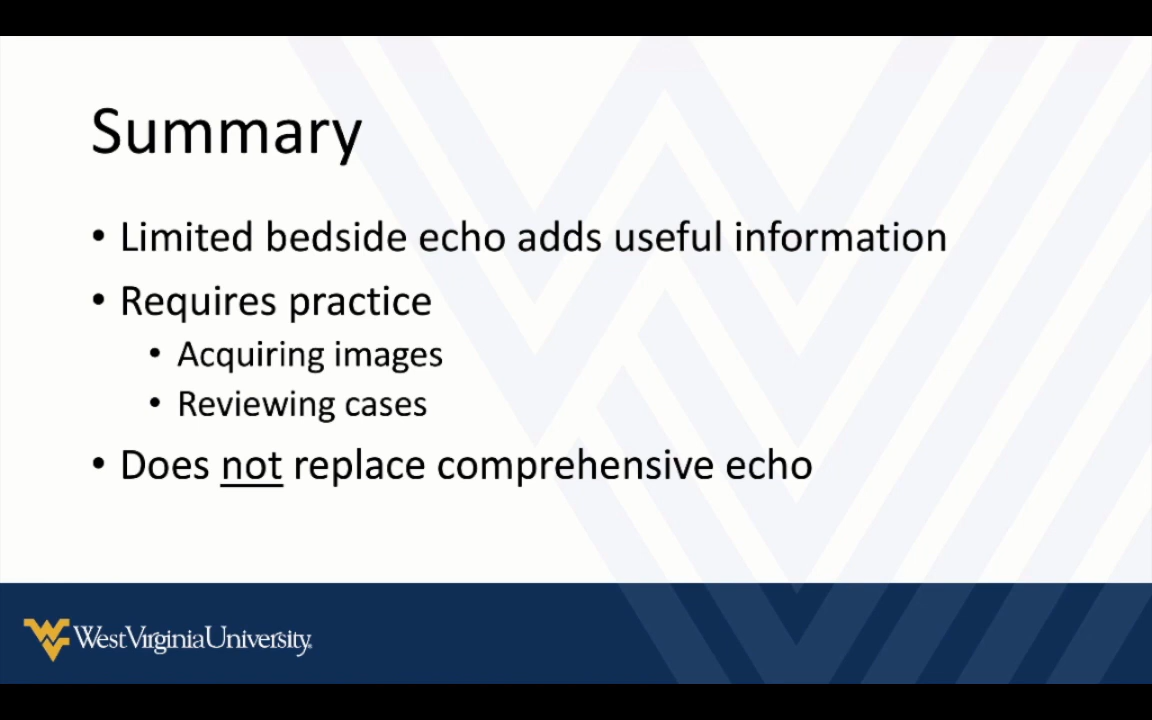 Summary
• Limited bedside echo adds useful information
• Requires practice
• Acquiring images
• Reviewing cases
• Does not replace comprehensive echo
WestVirginiaUniversity.